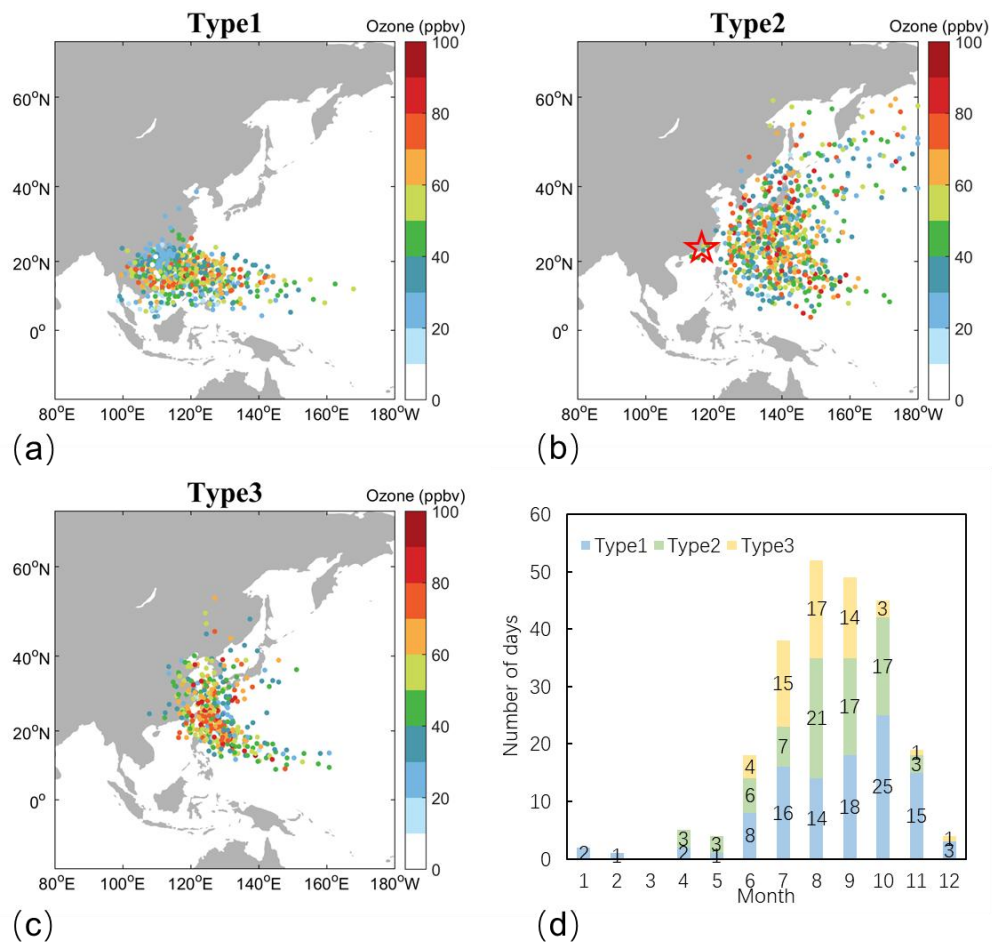 Type1
Ozone (ppbv)
100
80
60
40
20
0
60°N
40°N
20°N
0°
80°E 100°E 120°E 140°E 160°E 180°W
(a)
Type2
Ozone (ppbv)
100
80
60
40
20
0
60°N
40°N
20°N
0°
80°E 100°E 120°E 140°E 160°E 180°W
(b)
Type3
Ozone (ppbv)
100
80
60
40
20
0
60°N
40°N
20°N
0°
80°E 100°E 120°E 140°E 160°E 180°W
(c)
Type1 Type2 Type3
Number of days
60
50
40
30
20
10
0
2
1
3
2
3
1
4
6
8
15
7
16
17
21
14
14
17
18
3
17
25
1
3
15
1
3
1 2 3 4 5 6 7 8 9 10 11 12
Month
(d)